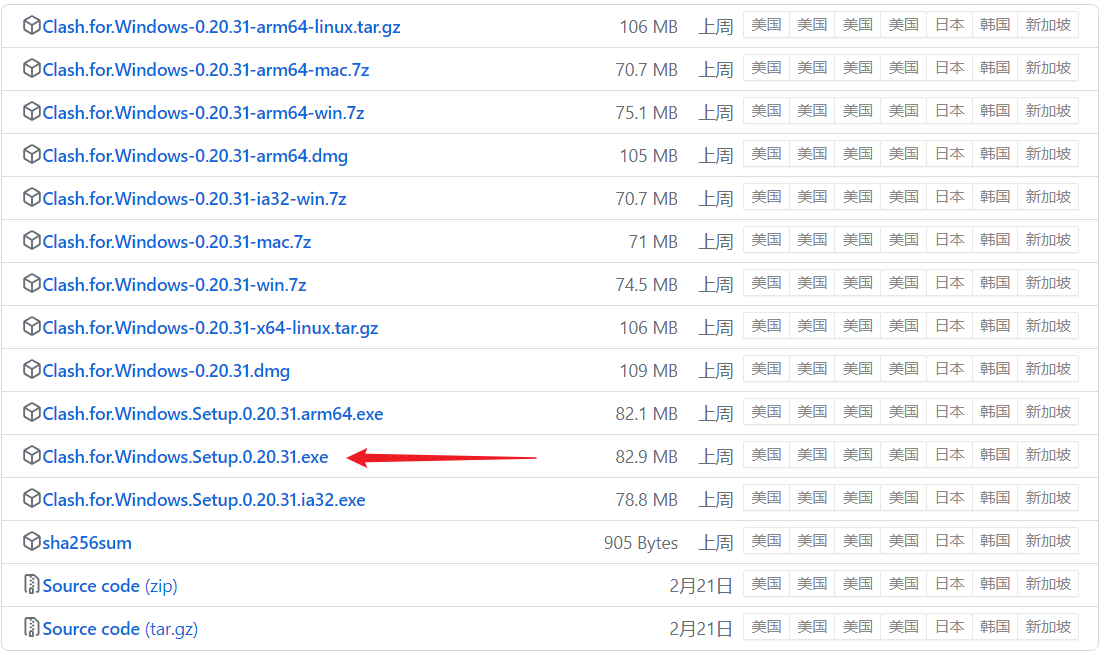 Clash.for.Windows-0.20.31-arm64-linux.tar.gz 106 MB 上周 美国 美国 美国 美国 日本 韩国 新加坡
Clash.for.Windows-0.20.31-arm64-mac.7z 70.7 MB 上周 美国 美国 美国 美国 日本 韩国 新加坡
Clash.for.Windows-0.20.31-arm64-win.7z 75.1 MB 上周 美国 美国 美国 美国 日本 韩国 新加坡
Clash.for.Windows-0.20.31-arm64.dmg 105 MB 上周 美国 美国 美国 美国 日本 韩国 新加坡
Clash.for.Windows-0.20.31-ia32-win.7z 70.7 MB 上周 美国 美国 美国 美国 日本 韩国 新加坡
Clash.for.Windows-0.20.31-mac.7z 71 MB 上周 美国 美国 美国 美国 日本 韩国 新加坡
Clash.for.Windows-0.20.31-win.7z 74.5 MB 上周 美国 美国 美国 美国 日本 韩国 新加坡
Clash.for.Windows-0.20.31-x64-linux.tar.gz 106 MB 上周 美国 美国 美国 美国 日本 韩国 新加坡
Clash.for.Windows-0.20.31.dmg 109 MB 上周 美国 美国 美国 美国 日本 韩国 新加坡
Clash.for.Windows.Setup.0.20.31.arm64.exe 82.1 MB 上周 美国 美国 美国 美国 日本 韩国 新加坡
Clash.for.Windows.Setup.0.20.31.exe 82.9 MB 上周 美国 美国 美国 美国 日本 韩国 新加坡
Clash.for.Windows.Setup.0.20.31.ia32.exe 78.8 MB 上周 美国 美国 美国 美国 日本 韩国 新加坡
sha256sum 905 Bytes 上周 美国 美国 美国 美国 日本 韩国 新加坡
Source code (zip) 2月21日 美国 美国 美国 美国 日本 韩国 新加坡
Source code (tar.gz) 2月21日 美国 美国 美国 美国 日本 韩国 新加坡